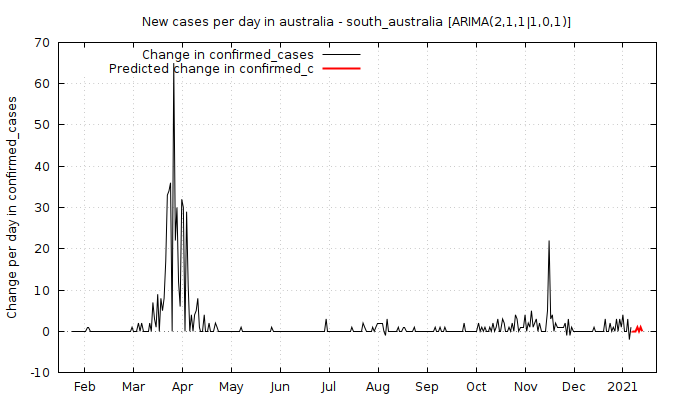 New cases per day in australia - south_australia [ARIMA(2,1,1|1,0,1)]
Change in confirmed_cases
Predicted change in confirmed_c
Change per day in confirmed_cases
70
60
50
40
30
20
10
0
-10
Feb Mar Apr May Jun Jul Aug Sep Oct Nov Dec 2021